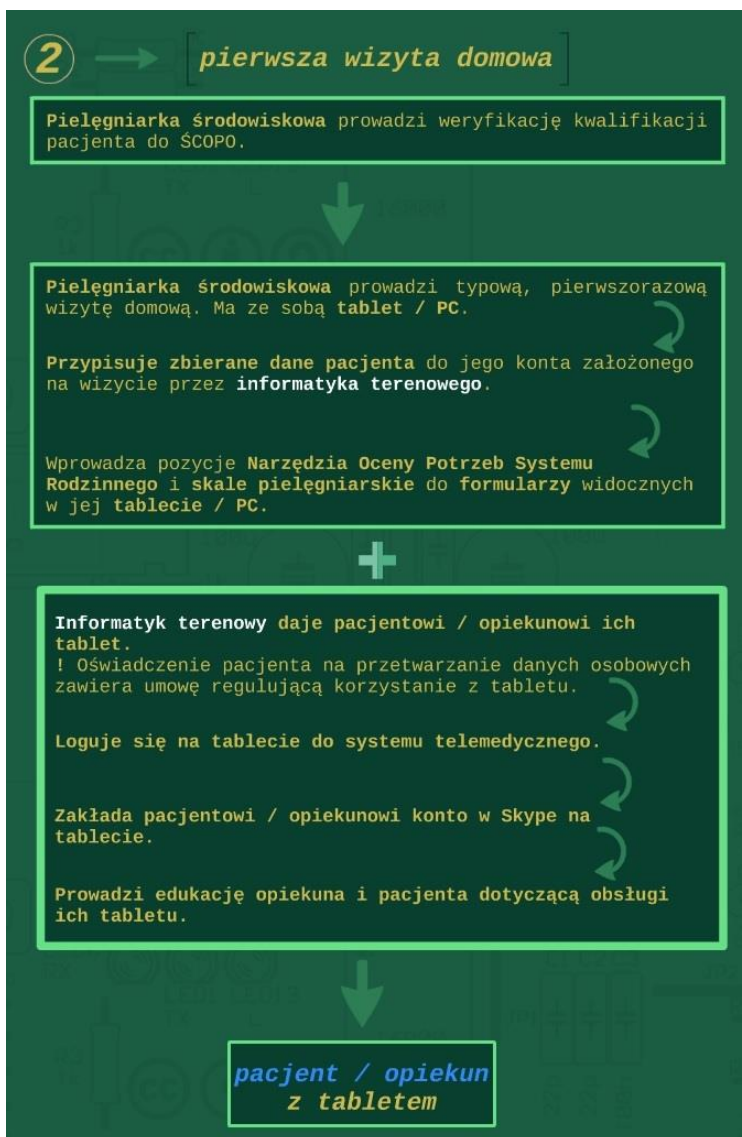 2 → [pierwsza wizyta domowa]
Pielęgniarka środowiskowa prowadzi weryfikację kwalifikacji
pacjenta do ŚCOPO.
Pielęgniarka środowiskowa prowadzi typową, pierwszorazową
wizytę domową. Ma ze sobą tablet / PC.
Przypisuje zbierane dane pacjenta do jego konta założonego
na wizycie przez informatyka terenowego.
Wprowadza pozycje Narzędzia Oceny Potrzeb Systemu
Rodzinnego i skale pielęgniarskie do formularzy widocznych
w jej tablecie / PC.
+
Informatyk terenowy daje pacjentowi / opiekunowi ich
tablet.
! Oświadczenie pacjenta na przetwarzanie danych osobowych
zawiera umowę regulującą korzystanie z tabletu.
Loguje się na tablecie do systemu telemedycznego.
Zakłada pacjentowi / opiekunowi konto w Skype na
tablecie.
Prowadzi edukację opiekuna i pacjenta dotyczącą obsługi
ich tabletu.
pacjent / opiekun
z tabletem